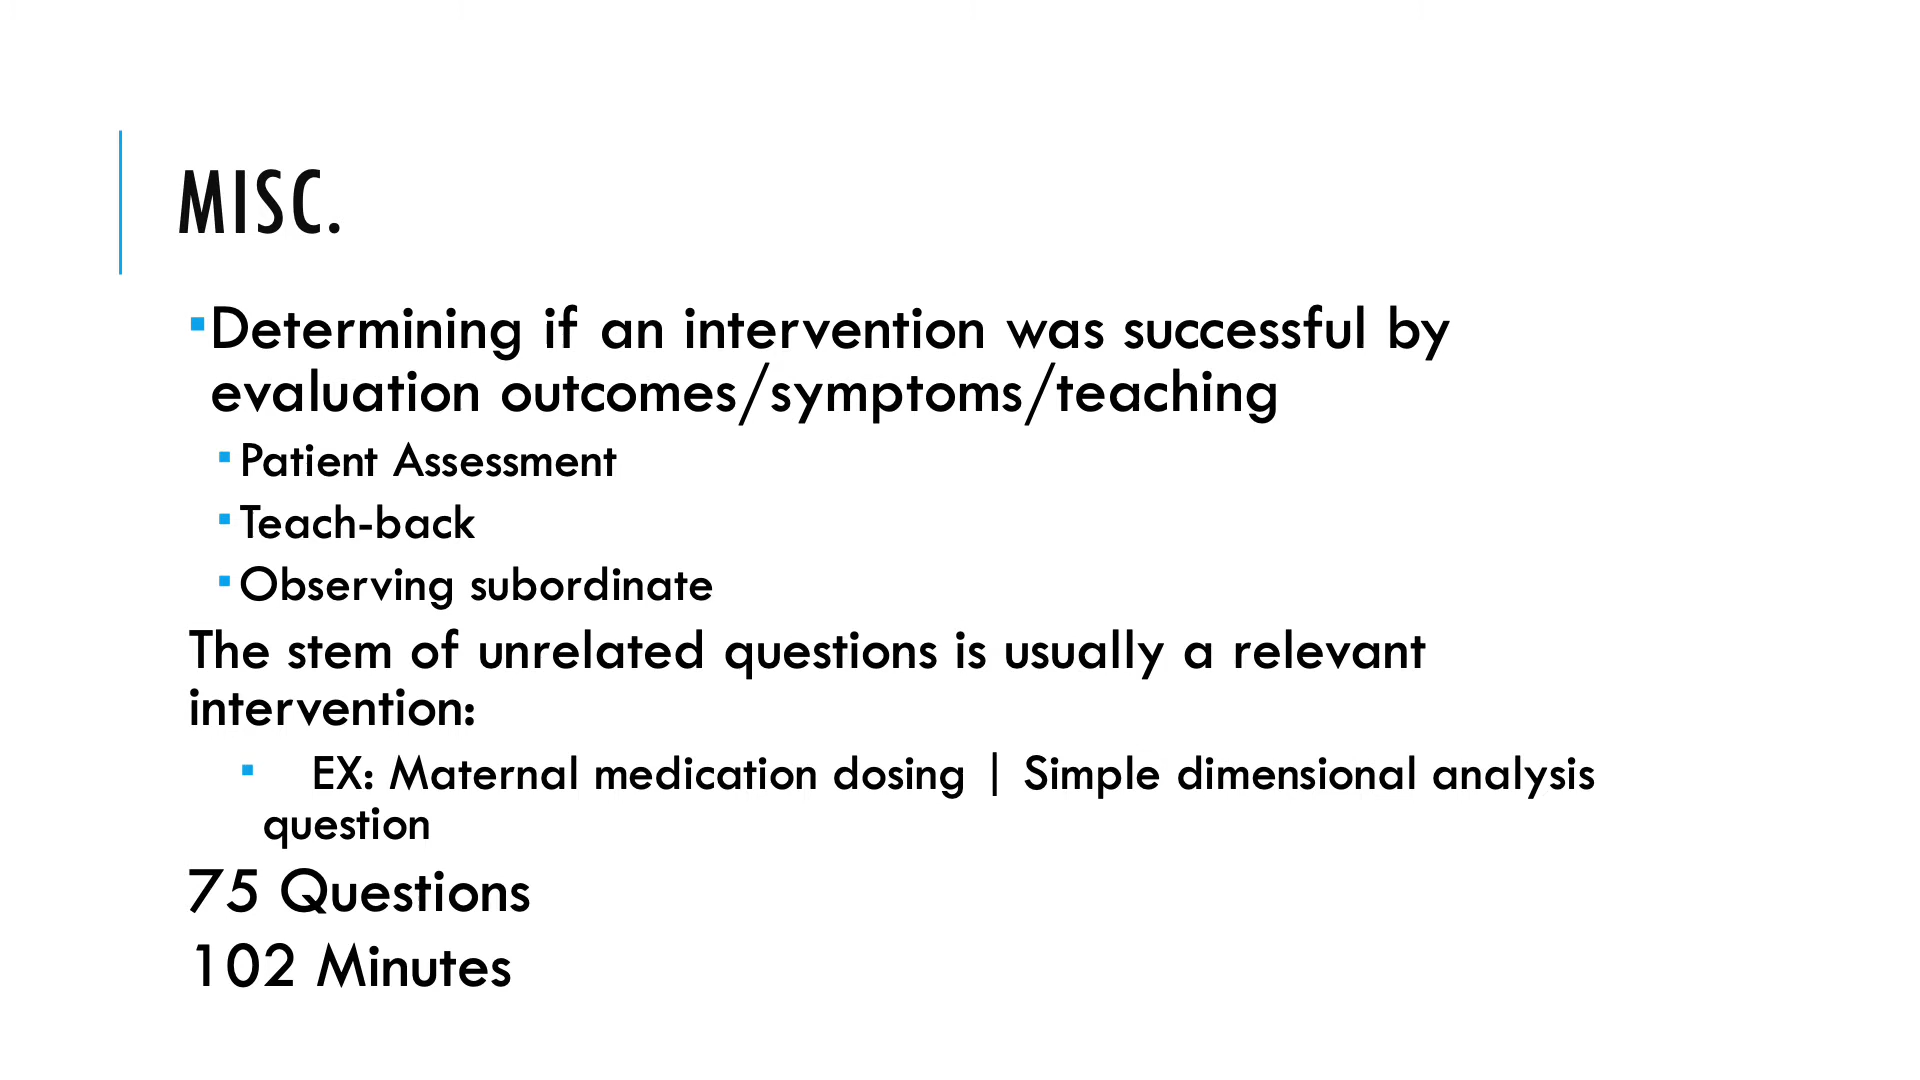 MISC.
▪Determining if an intervention was successful by
evaluation outcomes/symptoms/teaching
▪Patient Assessment
▪Teach-back
▪Observing subordinate
The stem of unrelated questions is usually a relevant
intervention:
▪ EX: Maternal medication dosing | Simple dimensional analysis
question
75 Questions
102 Minutes